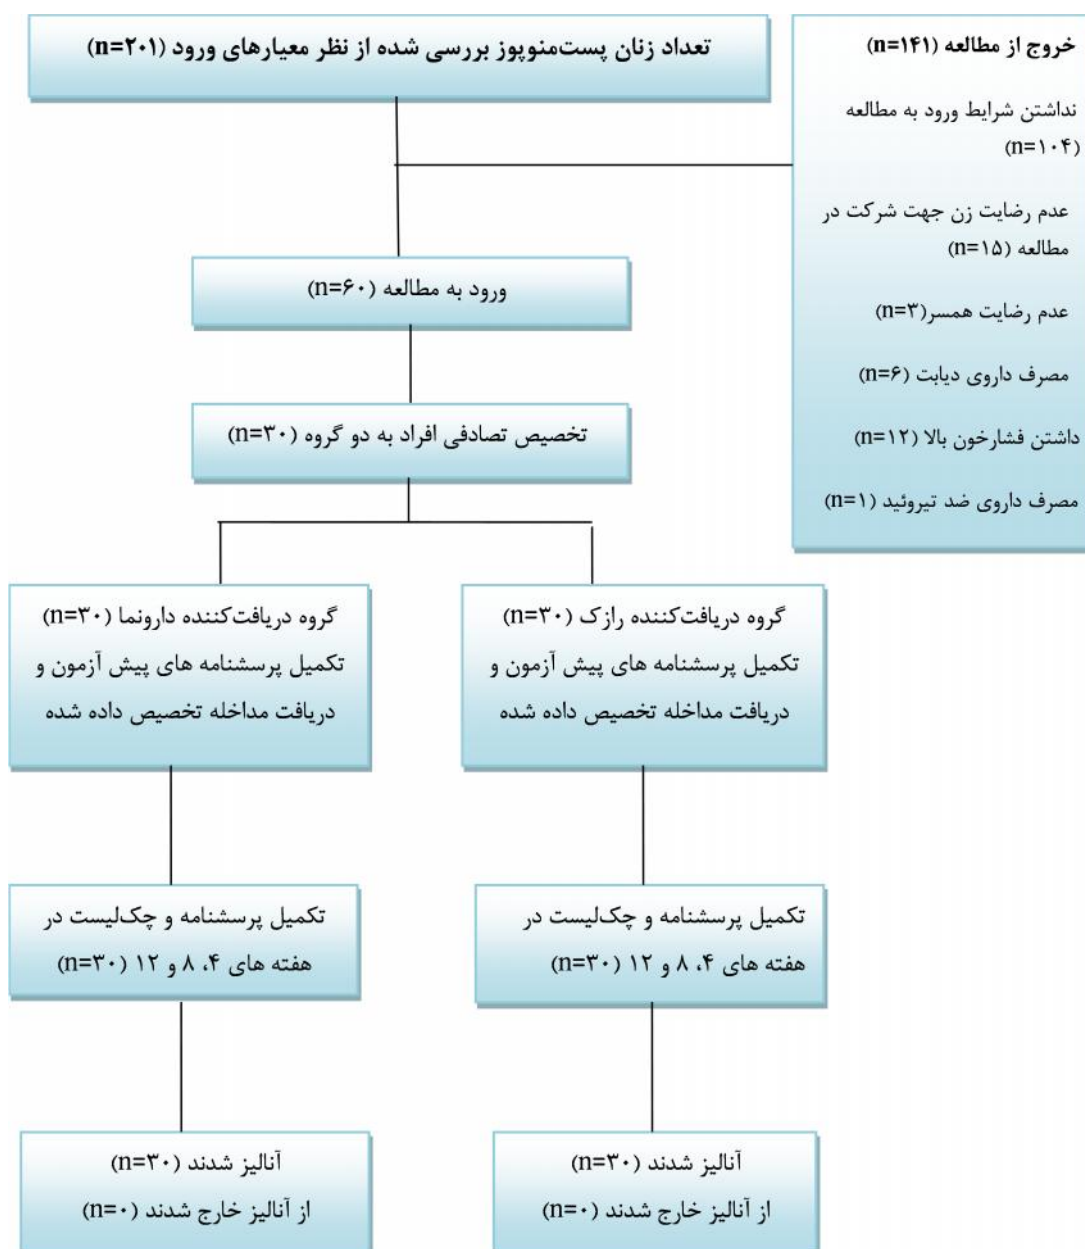 تعداد زنان پست‌منوپوز بررسی شده از نظر معیارهای ورود (n=۲۰۱)
خروج از مطالعه (n=۱۴۱)
نداشتن شرایط ورود به مطالعه
(n=۱۰۴)
عدم رضایت زن جهت شرکت در
مطالعه (n=۱۵)
عدم رضایت همسر(n=۳)
مصرف داروی دیابت (n=۶)
داشتن فشارخون بالا (n=۱۲)
مصرف داروی ضد تیروئید (n=۱)
ورود به مطالعه (n=۶۰)
تخصیص تصادفی افراد به دو گروه (n=۳۰)
گروه دریافت‌کننده رازک (n=۳۰)
تکمیل پرسشنامه های پیش آزمون و
دریافت مداخله تخصیص داده شده
گروه دریافت‌کننده دارونما (n=۳۰)
تکمیل پرسشنامه های پیش آزمون و
دریافت مداخله تخصیص داده شده
تکمیل پرسشنامه و چک‌لیست در
هفته های ۴، ۸ و ۱۲ (n=۳۰)
تکمیل پرسشنامه و چک‌لیست در
هفته های ۴، ۸ و ۱۲ (n=۳۰)
آنالیز شدند (n=۳۰)
از آنالیز خارج شدند (n=۰)
آنالیز شدند (n=۳۰)
از آنالیز خارج شدند (n=۰)